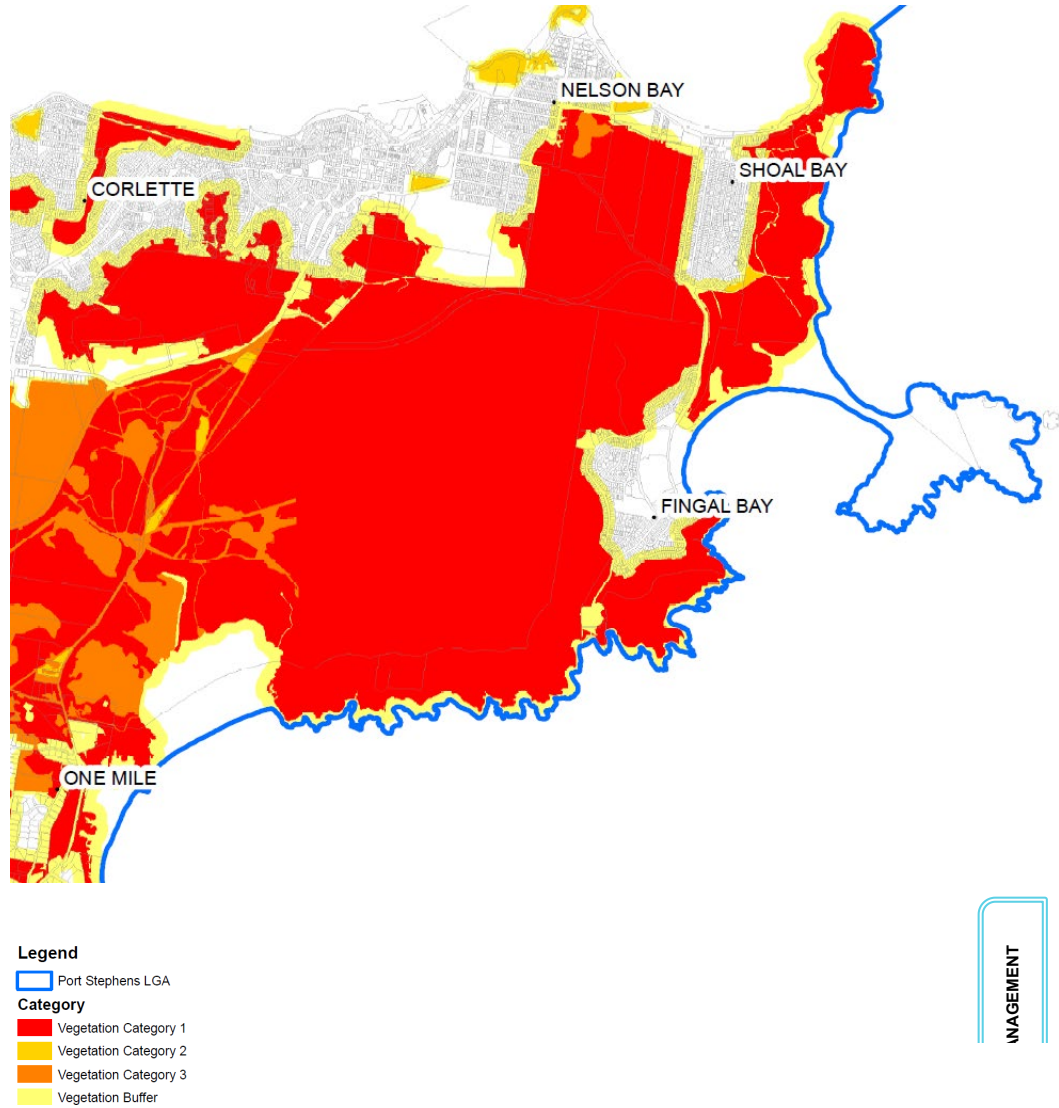 NELSON BAY
SHOAL BAY
CORLETTE
FINGAL BAY
ONE MILE
Legend
Port Stephens LGA
Category
Vegetation Category 1
Vegetation Category 2
Vegetation Category 3
Vegetation Buffer
ANAGEMENT